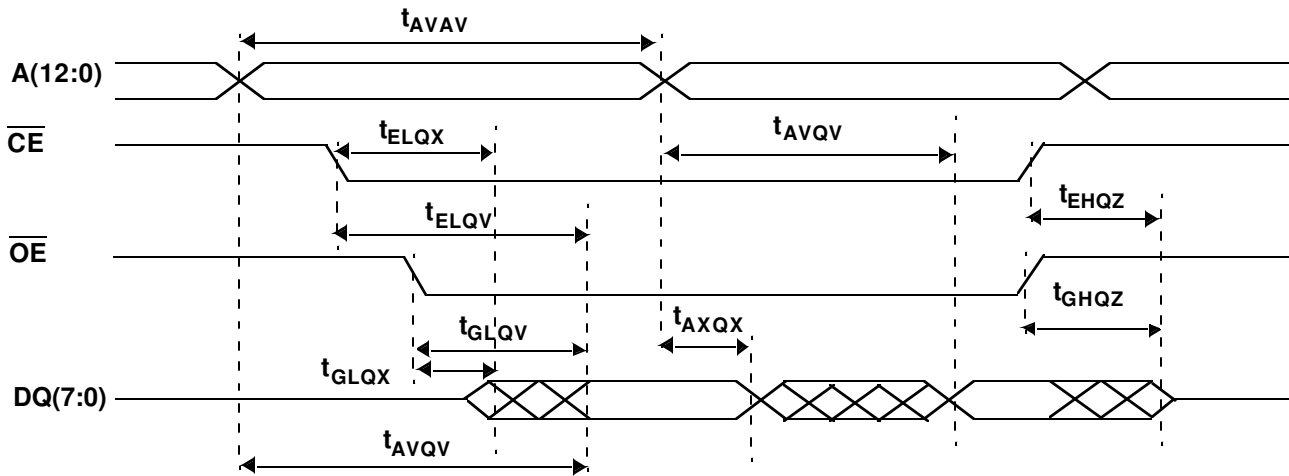 tAVAV
A(12:0)
CE
tELQX
tAVQV
tELQV
tEHQZ
OE
tGLQV
tAXQX
tGHQZ
tGLQX
DQ(7:0)
tAVQV